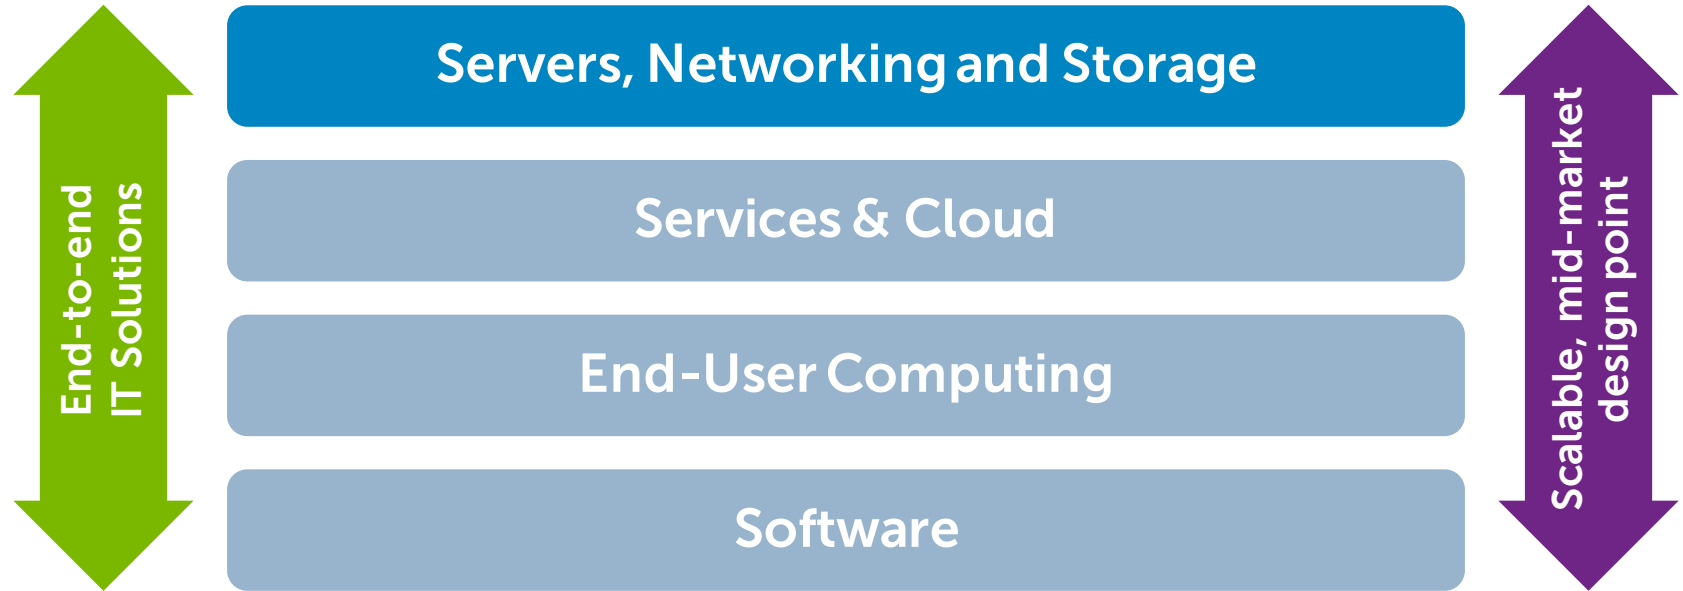 End-to-end
IT Solutions
Servers, Networking and Storage
Services & Cloud
End-User Computing
Software
Scalable, mid-market
design point